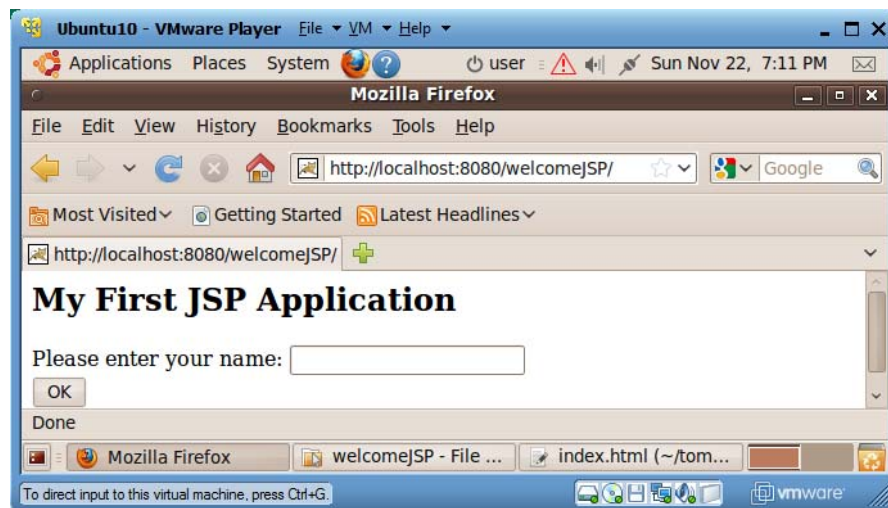 Ubuntu10 - VMware Player File VM Help
Applications Places System user Sun Nov 22, 7:11 PM
Mozilla Firefox
File Edit View History Bookmarks Tools Help
http://localhost:8080/welcomeJSP/ Google
Most Visited Getting Started Latest Headlines
http://localhost:8080/welcomeJSP/
My First JSP Application
Please enter your name:
OK
Done
Mozilla Firefox welcomeJSP - File ... index.html (~/tom...
To direct input to this virtual machine, press Ctrl+G. vmware